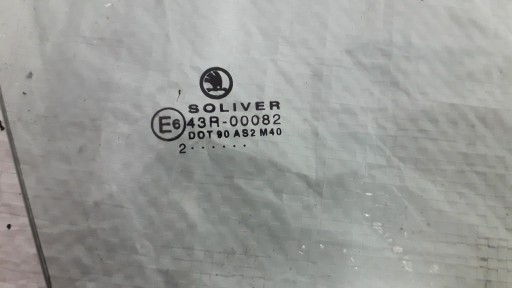 SOLIVER
E6 43R-00082
DOT 90 AS2 M40
2 · · · · · ·